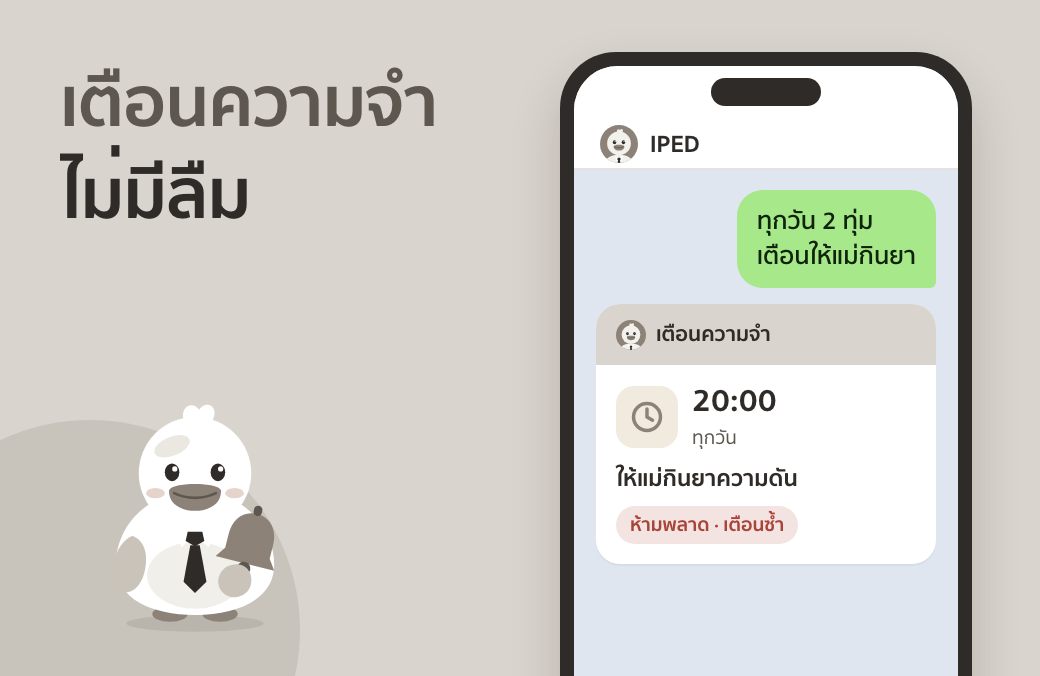 เตือนความจำ
ไม่มีลืม
IPED
ทุกวัน 2 ทุ่ม
เตือนให้แม่กินยา
เตือนความจำ
20:00
ทุกวัน
ให้แม่กินยาความดัน
ห้ามพลาด · เตือนซ้ำ